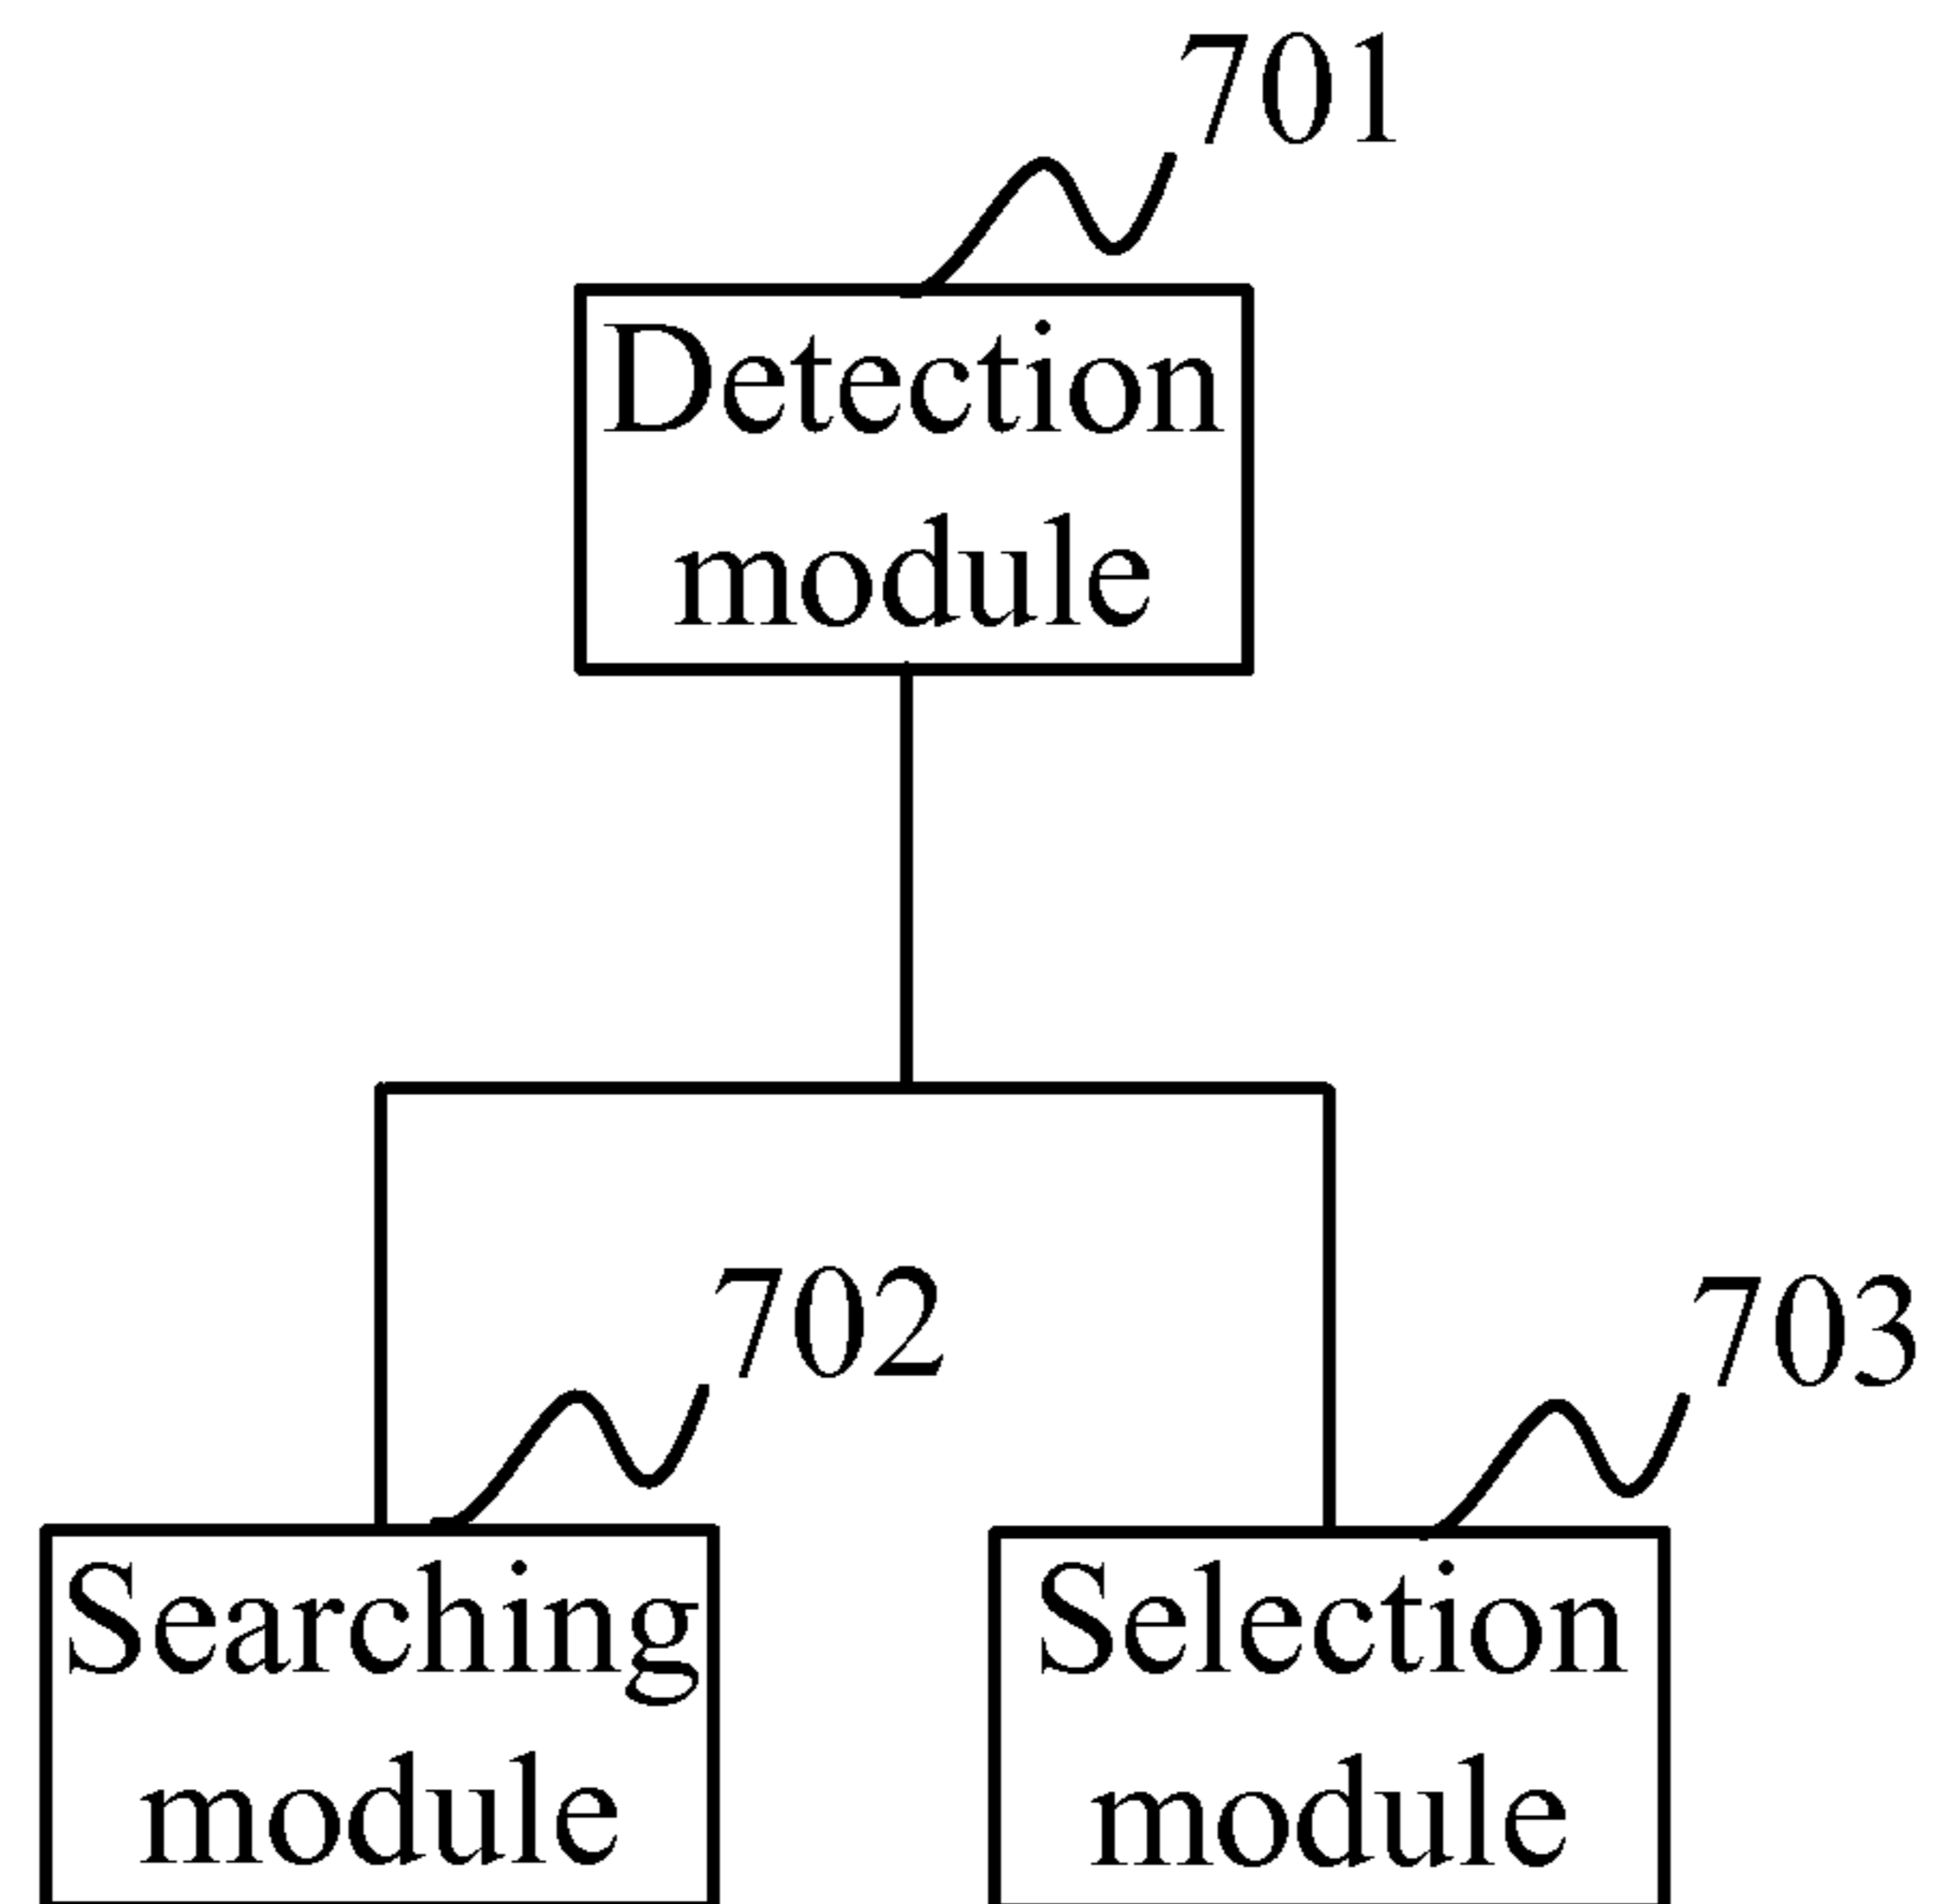 701
Detection
module
702
703
Searching
module
Selection
module